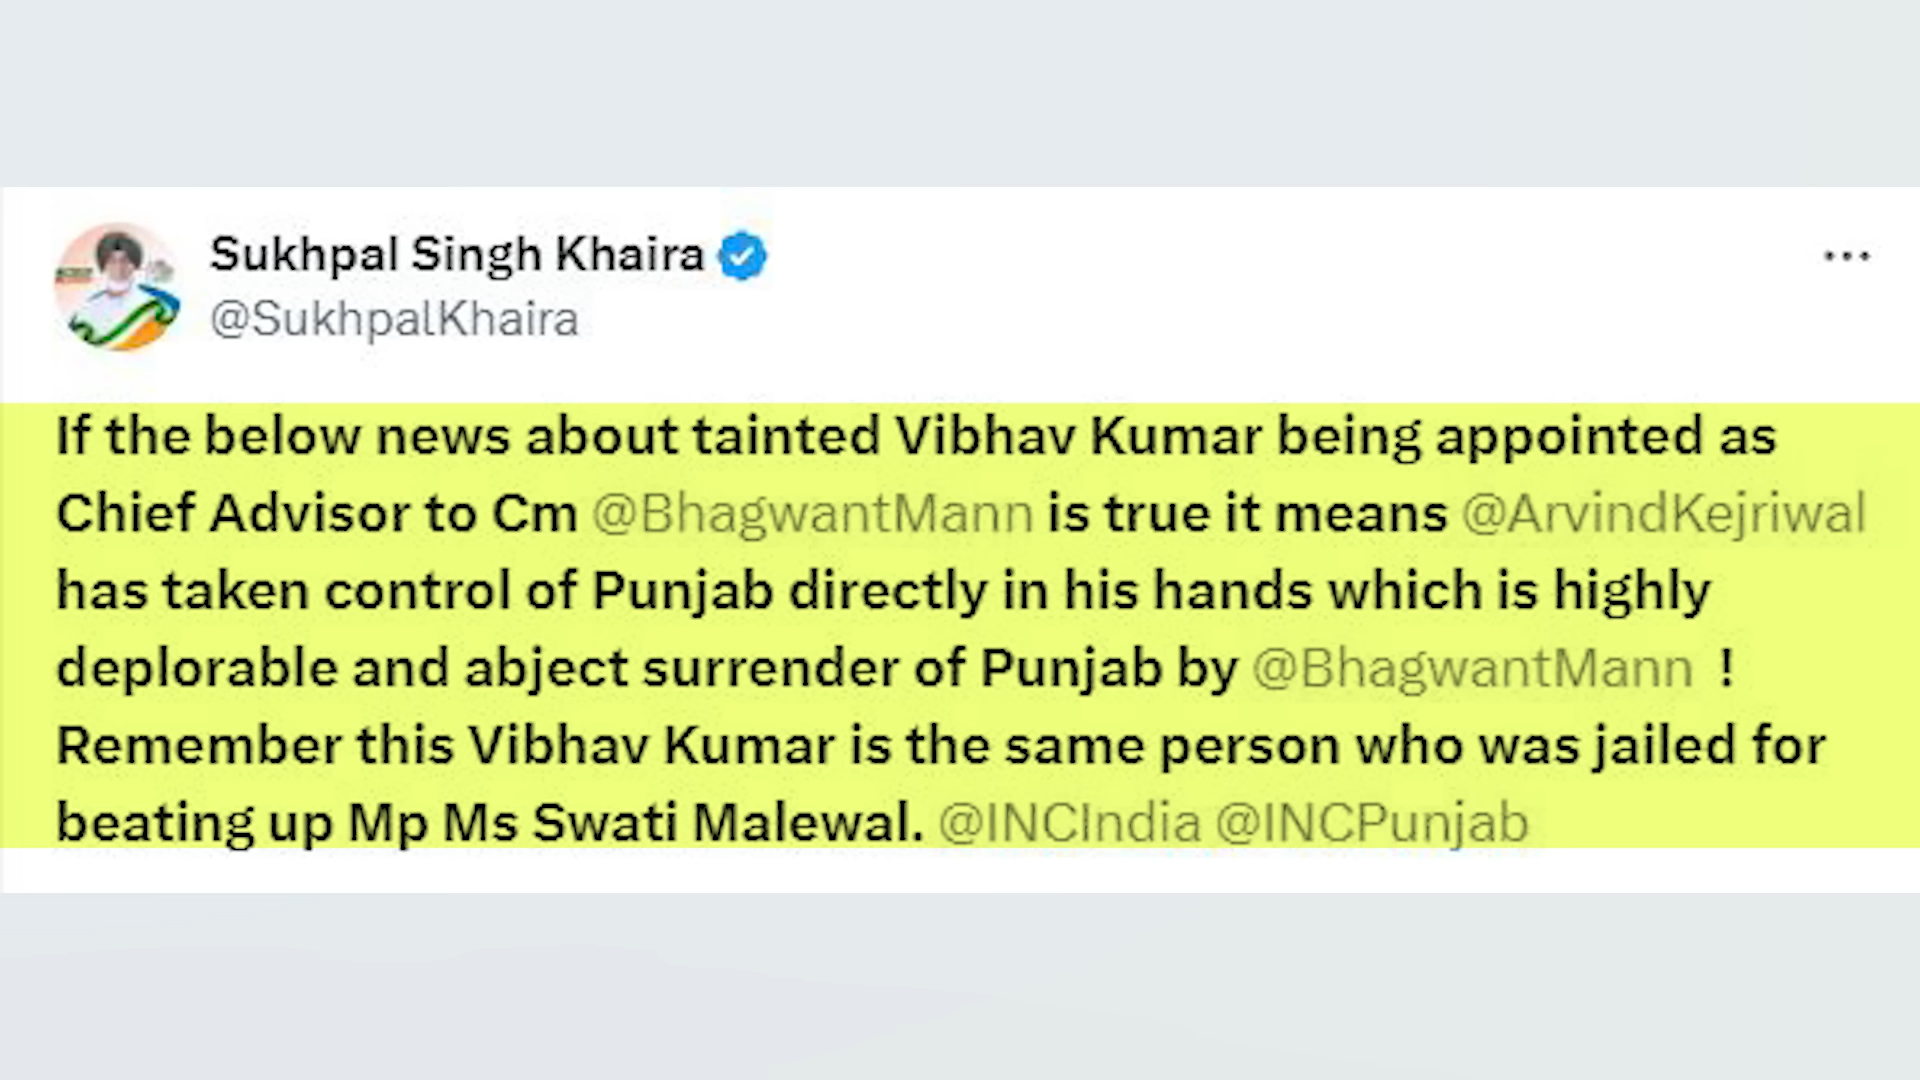 Sukhpal Singh Khaira
@SukhpalKhaira
If the below news about tainted Vibhav Kumar being appointed as
Chief Advisor to Cm @BhagwantMann is true it means @ArvindKejriwal
has taken control of Punjab directly in his hands which is highly
deplorable and abject surrender of Punjab by @BhagwantMann !
Remember this Vibhav Kumar is the same person who was jailed for
beating up Mp Ms Swati Malewal. @INCIndia @INCPunjab